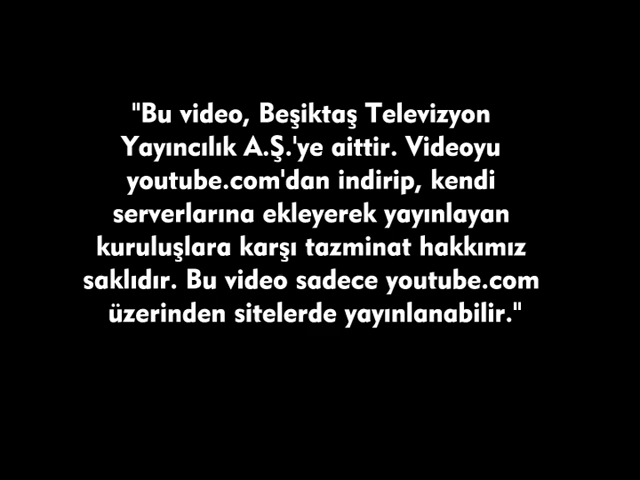 "Bu video, Beşiktaş Televizyon
Yayıncılık A.Ş.'ye aittir. Videoyu
youtube.com'dan indirip, kendi
serverlarına ekleyerek yayınlayan
kuruluşlara karşı tazminat hakkımız
saklıdır. Bu video sadece youtube.com
üzerinden sitelerde yayınlanabilir."